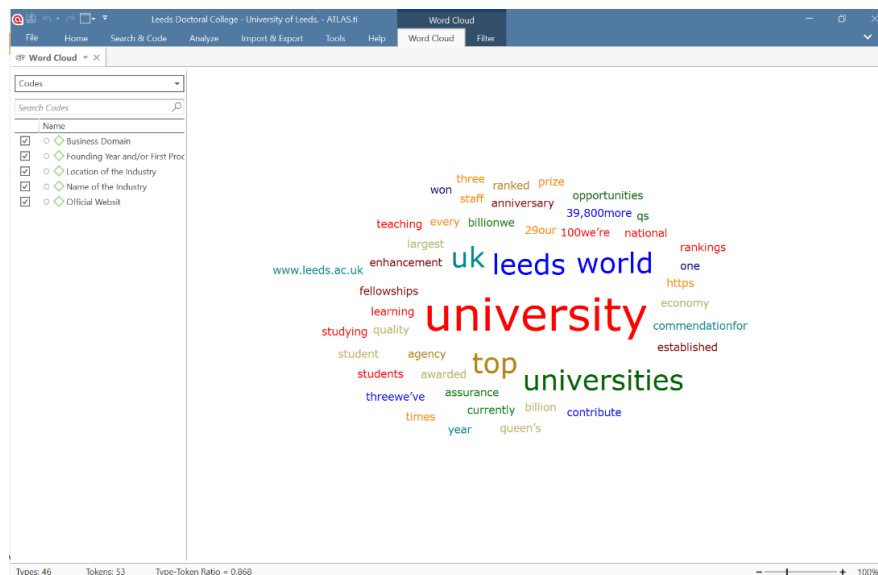 Leeds Doctoral College - University of Leeds. - ATLAS.ti Word Cloud
File Home Search & Code Analyze Import & Export Tools Help Word Cloud Filter
Word Cloud
Codes
Search Codes
Name
Business Domain
Founding Year and/or First Proc
Location of the Industry
Name of the Industry
Official Websit
three
won ranked prize
staff anniversary opportunities
39,800more qs
teaching every billionwe
29our 100we're national
largest
uk leeds world rankings
www.leeds.ac.uk enhancement one
https
fellowships
university economy
learning
commendationfor
studying quality
established
student agency top
students awarded universities
assurance
threewe've
currently billion contribute
times
year queen's
Types: 46 Tokens: 53 Type-Token Ratio = 0.868 100%